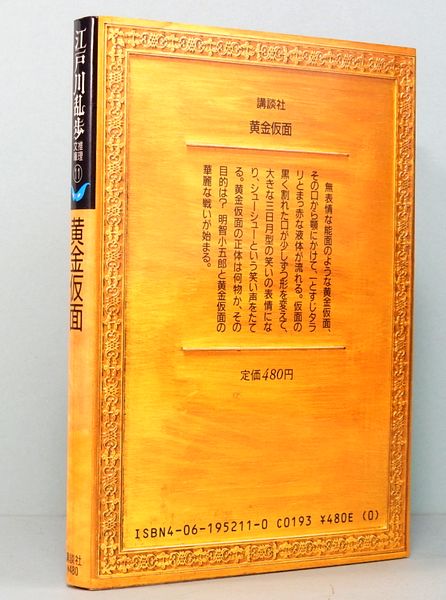 江戸川乱歩
推理
文庫
11
黄金仮面
講談社
¥480
講談社
黄金仮面
無表情な能面のような黄金仮面、
その口から顎にかけて、一とすじタラ
リとまっ赤な液体が流れる。仮面の
黒く割れた口が少しずつ形を変えて、
大きな三日月型の笑いの表情にな
り、シューシューという笑い声をたて
る。黄金仮面の正体は何物か、その
目的は? 明智小五郎と黄金仮面の
華麗な戦いが始まる。
定価480円
ISBN4-06-195211-0 C0193 ¥480E (0)